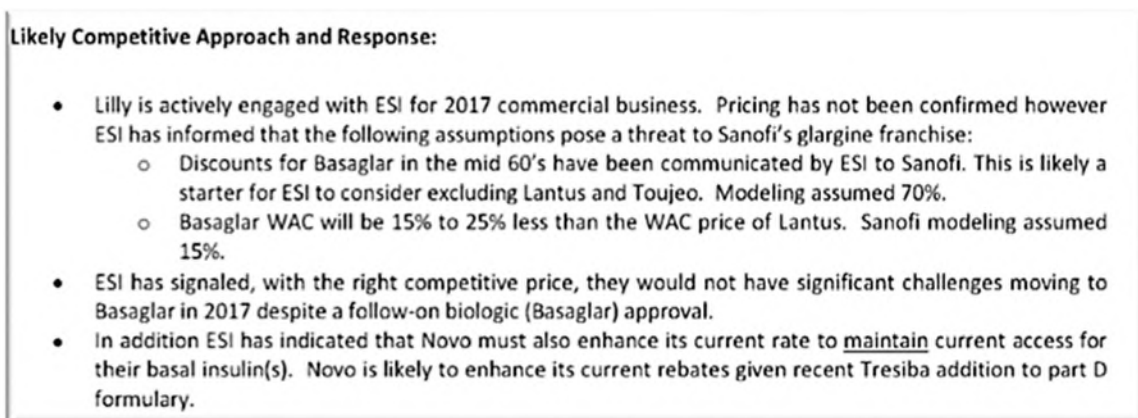 Likely Competitive Approach and Response:
• Lilly is actively engaged with ESI for 2017 commercial business. Pricing has not been confirmed however
ESI has informed that the following assumptions pose a threat to Sanofi's glargine franchise:
o Discounts for Basaglar in the mid 60's have been communicated by ESI to Sanofi. This is likely a
starter for ESI to consider excluding Lantus and Toujeo. Modeling assumed 70%.
o Basaglar WAC will be 15% to 25% less than the WAC price of Lantus. Sanofi modeling assumed
15%.
• ESI has signaled, with the right competitive price, they would not have significant challenges moving to
Basaglar in 2017 despite a follow-on biologic (Basaglar) approval.
• In addition ESI has indicated that Novo must also enhance its current rate to maintain current access for
their basal insulin(s). Novo is likely to enhance its current rebates given recent Tresiba addition to part D
formulary.